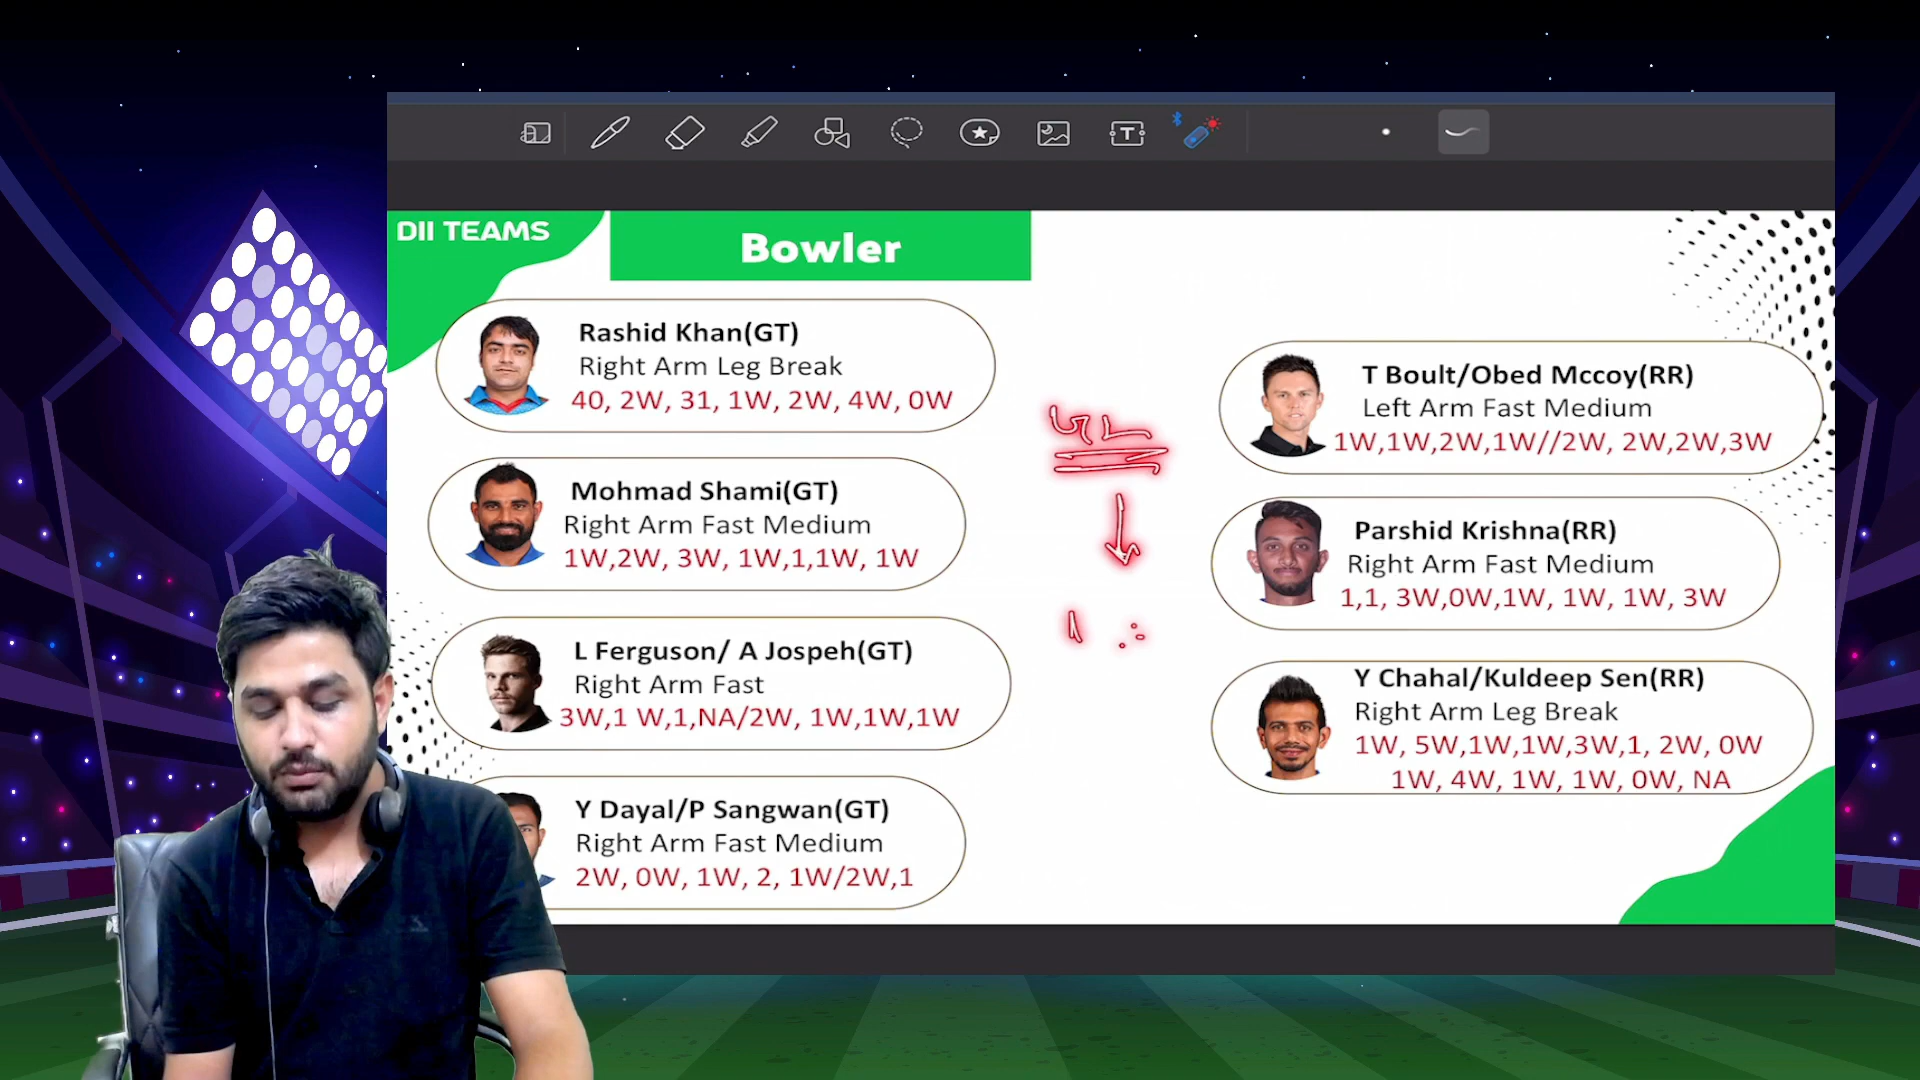 DII TEAMS
Bowler
Rashid Khan(GT)
Right Arm Leg Break
40, 2W, 31, 1W, 2W, 4W, 0W
Mohmad Shami(GT)
Right Arm Fast Medium
1W,2W, 3W, 1W,1,1W, 1W
L Ferguson/ A Jospeh(GT)
Right Arm Fast
3W,1 W,1,NA/2W, 1W,1W,1W
Y Dayal/P Sangwan(GT)
Right Arm Fast Medium
2W, 0W, 1W, 2, 1W/2W,1
T Boult/Obed Mccoy(RR)
Left Arm Fast Medium
1W,1W,2W,1W//2W, 2W,2W,3W
Parshid Krishna(RR)
Right Arm Fast Medium
1,1, 3W,0W,1W, 1W, 1W, 3W
Y Chahal/Kuldeep Sen(RR)
Right Arm Leg Break
1W, 5W,1W,1W,3W,1, 2W, 0W
1W, 4W, 1W, 1W, 0W, NA